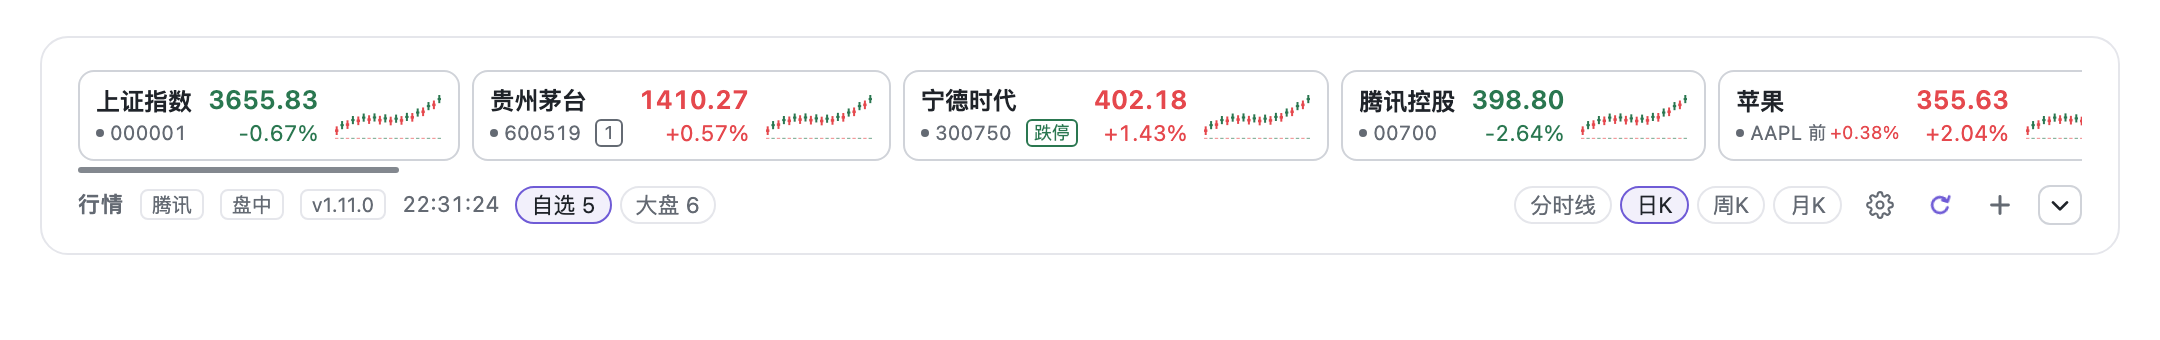 上证指数 3655.83
000001 -0.67%
贵州茅台 1410.27
600519 1 +0.57%
宁德时代 402.18
300750 跌停 +1.43%
腾讯控股 398.80
00700 -2.64%
苹果 355.63
AAPL 前 +0.38% +2.04%
行情 腾讯 盘中 v1.11.0 22:31:24 自选 5 大盘 6 分时线 日K 周K 月K